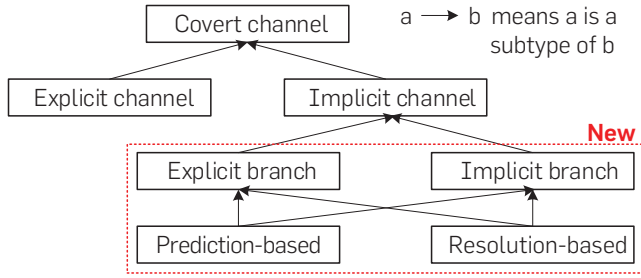 Covert channel
a → b means a is a
subtype of b
Explicit channel
Implicit channel
New
Explicit branch
Implicit branch
Prediction-based
Resolution-based